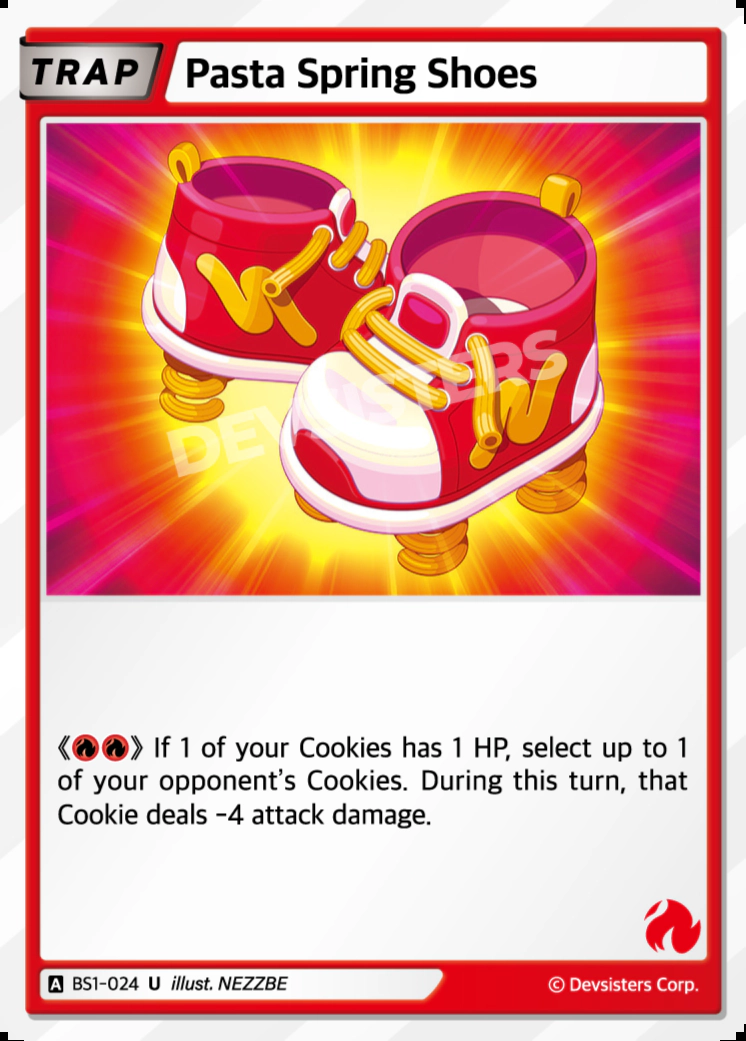 TRAP
Pasta Spring Shoes
DEVSISTERS
《》 If 1 of your Cookies has 1 HP, select up to 1
of your opponent's Cookies. During this turn, that
Cookie deals -4 attack damage.
A BS1-024 U illust. NEZZBE
© Devsisters Corp.